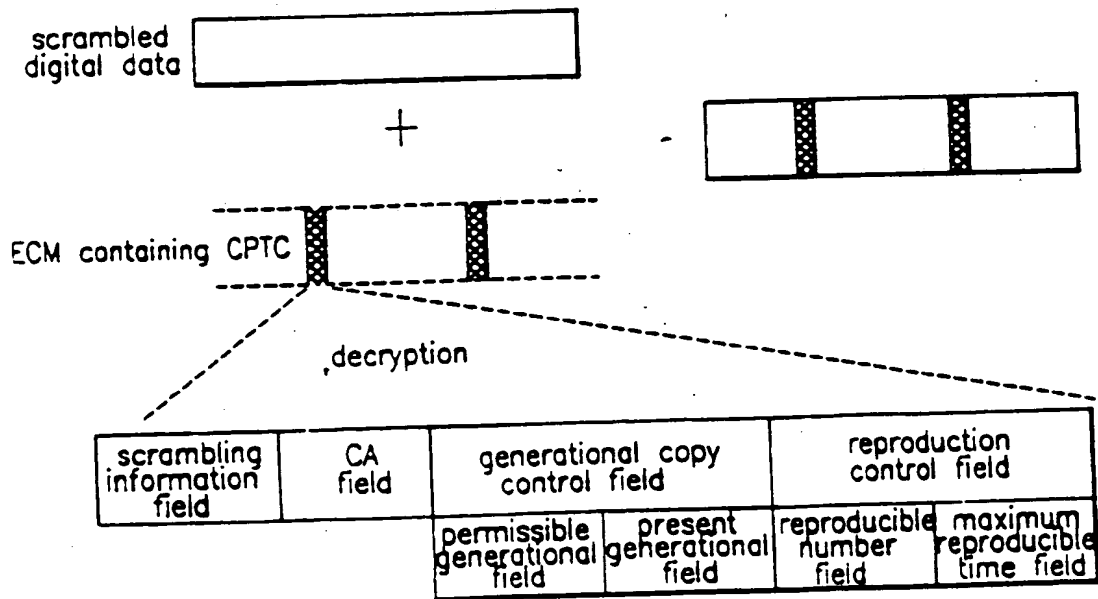 scrambled
digital data
+
ECM containing CPTC
decryption
scrambling
information
field
CA
field
generational copy
control field
reproduction
control field
permissible
generational
field
present
generational
field
reproducible
number
field
maximum
reproducible
time field